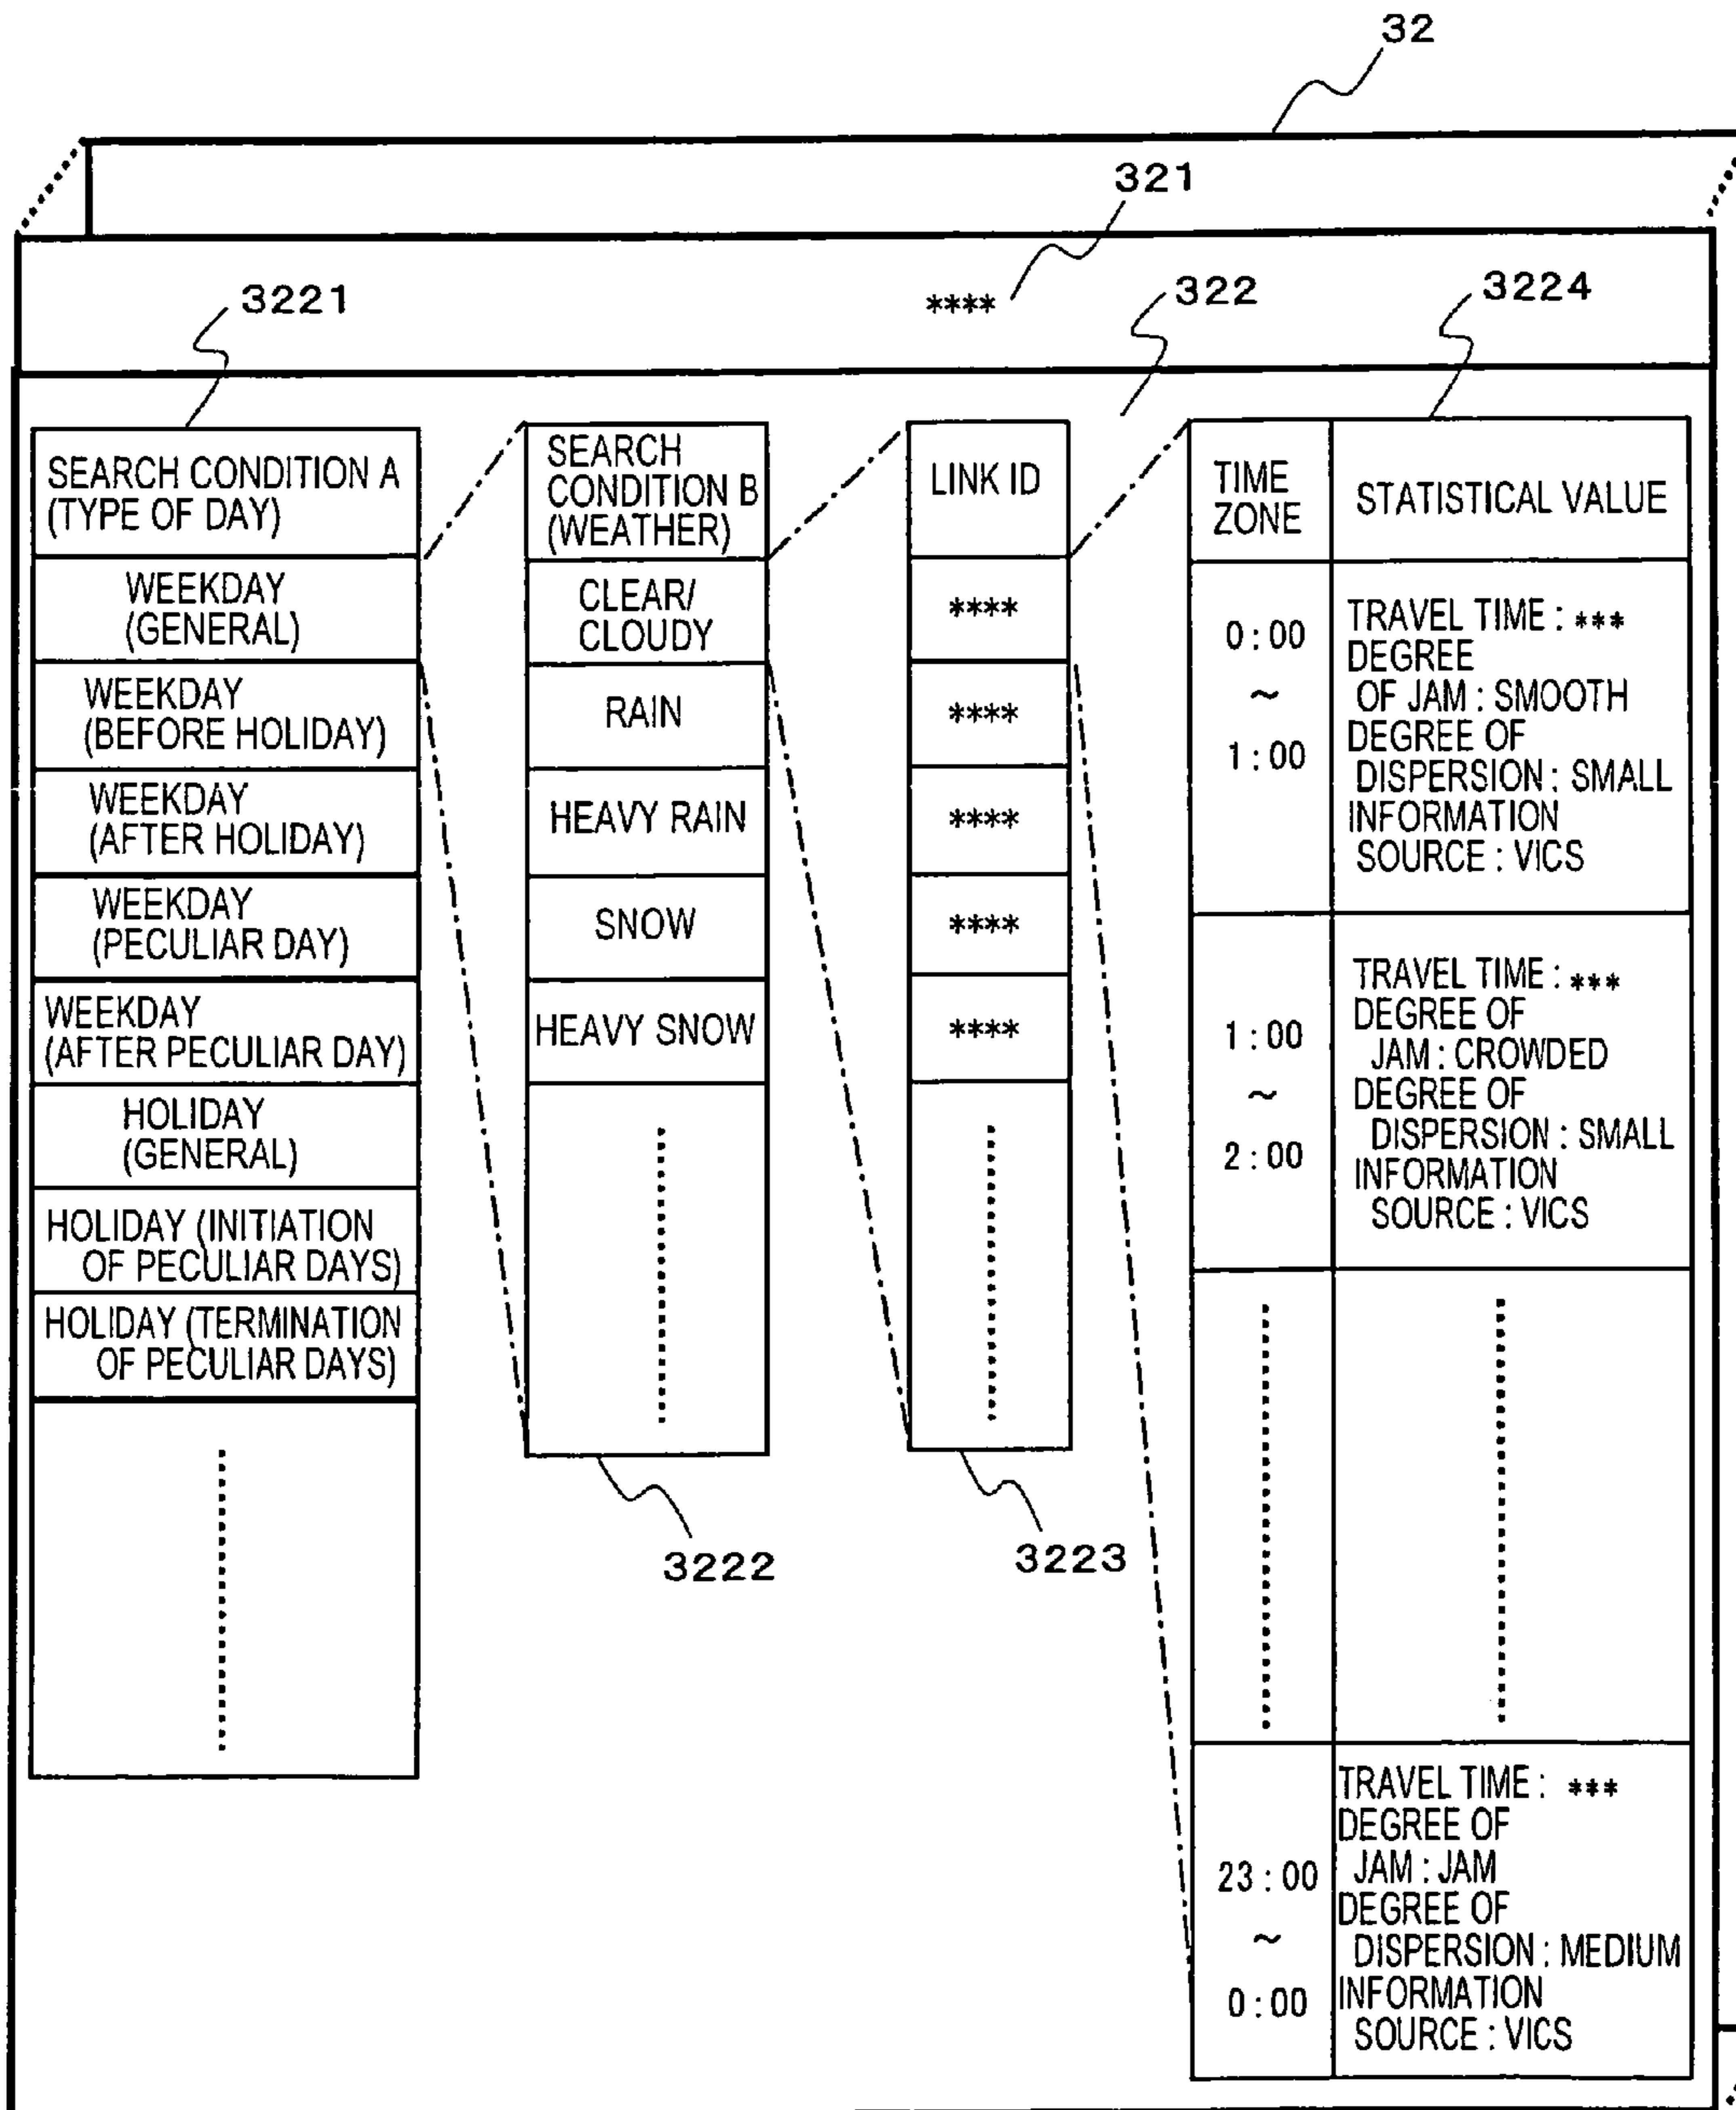 32
321
****
3221
322
3224
SEARCH CONDITION A
(TYPE OF DAY)
WEEKDAY
(GENERAL)
WEEKDAY
(BEFORE HOLIDAY)
WEEKDAY
(AFTER HOLIDAY)
WEEKDAY
(PECULIAR DAY)
WEEKDAY
(AFTER PECULIAR DAY)
HOLIDAY
(GENERAL)
HOLIDAY (INITIATION
OF PECULIAR DAYS)
HOLIDAY (TERMINATION
OF PECULIAR DAYS)
SEARCH
CONDITION B
(WEATHER)
CLEAR/
CLOUDY
RAIN
HEAVY RAIN
SNOW
HEAVY SNOW
3222
LINK ID
****
****
****
****
****
3223
TIME
ZONE
STATISTICAL VALUE
0:00
~
1:00
TRAVEL TIME : ***
DEGREE
OF JAM : SMOOTH
DEGREE OF
DISPERSION : SMALL
INFORMATION
SOURCE : VICS
1:00
~
2:00
TRAVEL TIME : ***
DEGREE OF
JAM : CROWDED
DEGREE OF
DISPERSION : SMALL
INFORMATION
SOURCE : VICS
23:00
~
0:00
TRAVEL TIME : ***
DEGREE OF
JAM : JAM
DEGREE OF
DISPERSION : MEDIUM
INFORMATION
SOURCE : VICS